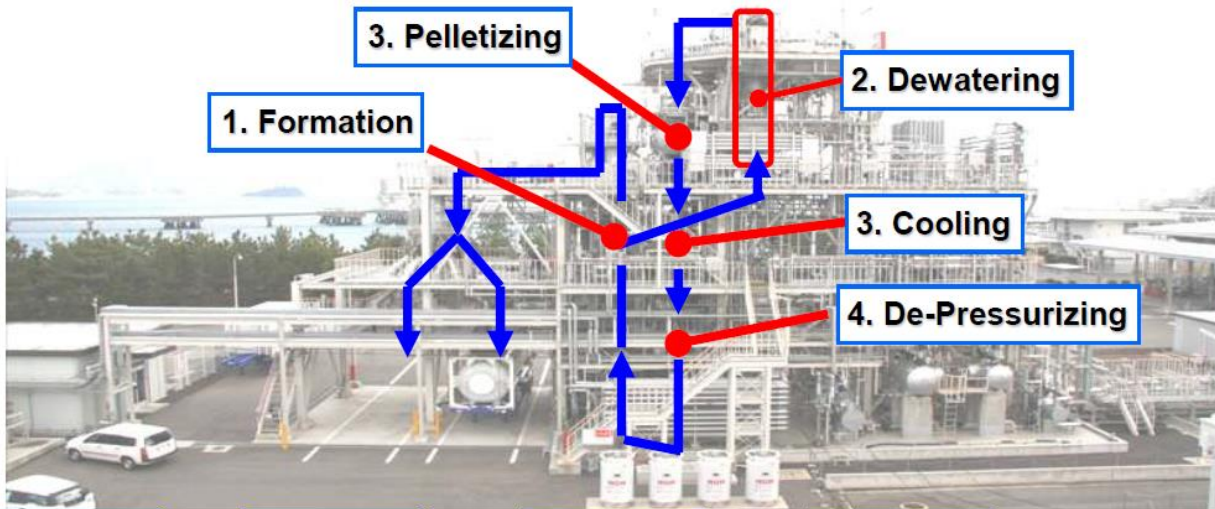 3. Pelletizing
2. Dewatering
1. Formation
3. Cooling
4. De-Pressurizing